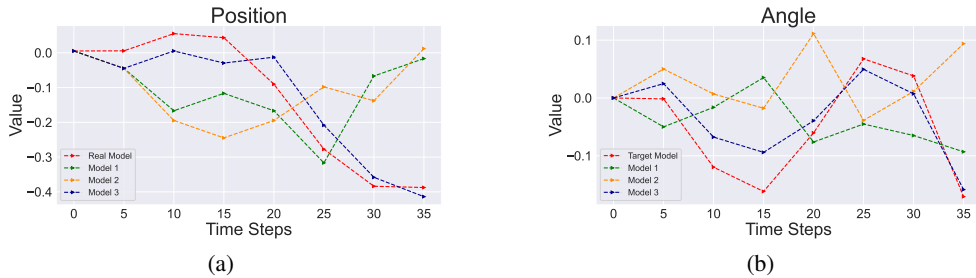 Position
Value
0.0
−0.1
−0.2
−0.3
−0.4
Real Model
Model 1
Model 2
Model 3
0 5 10 15 20 25 30 35
Time Steps
(a)
Angle
Value
0.1
0.0
−0.1
Target Model
Model 1
Model 2
Model 3
0 5 10 15 20 25 30 35
Time Steps
(b)